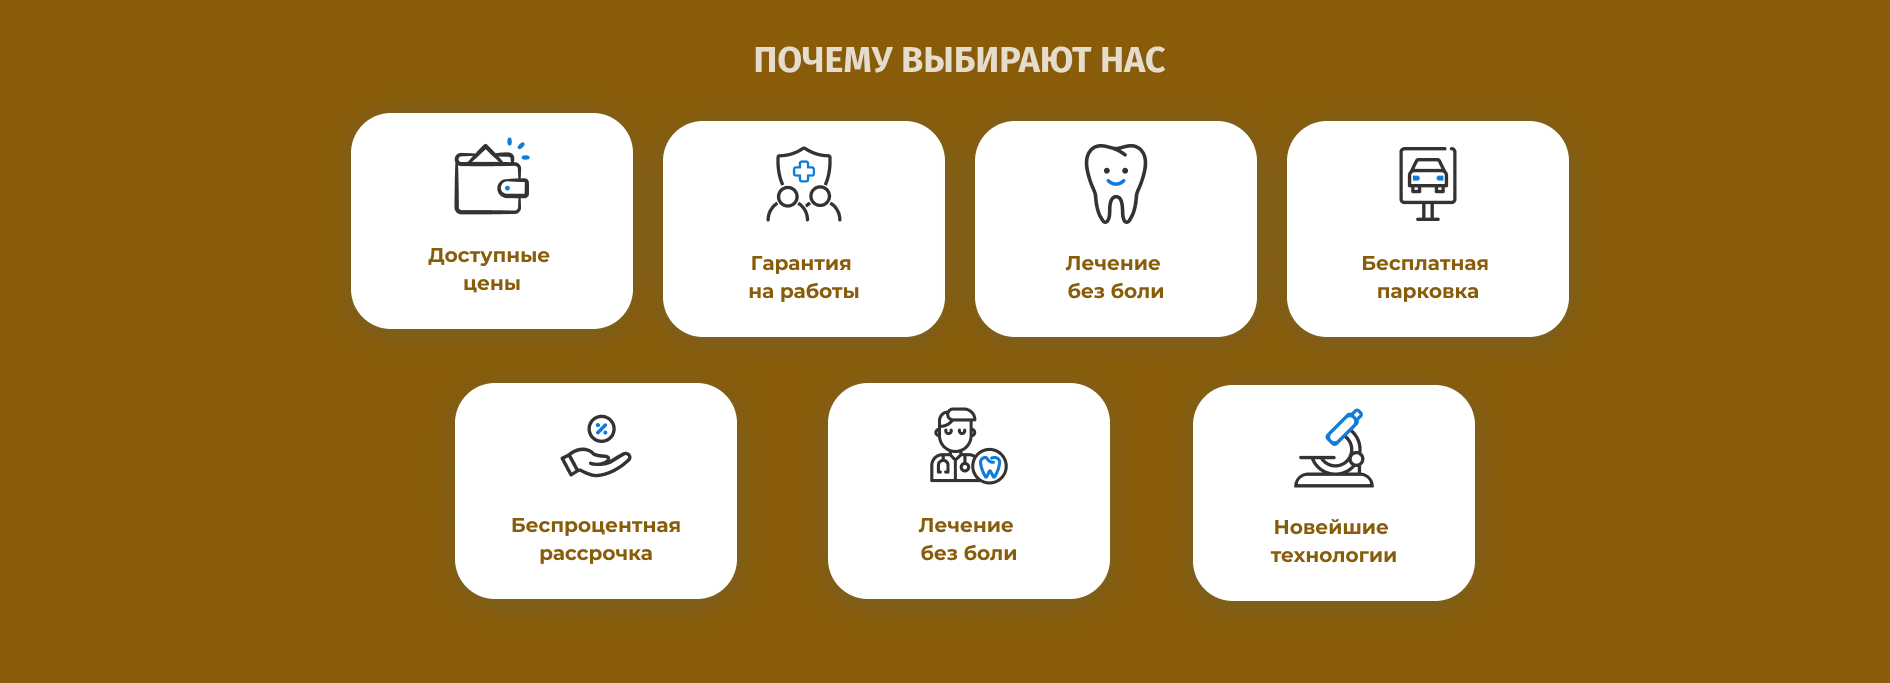 ПОЧЕМУ ВЫБИРАЮТ НАС
Доступные
цены
Гарантия
на работы
Лечение
без боли
Бесплатная
парковка
Беспроцентная
рассрочка
Лечение
без боли
Новейшие
технологии